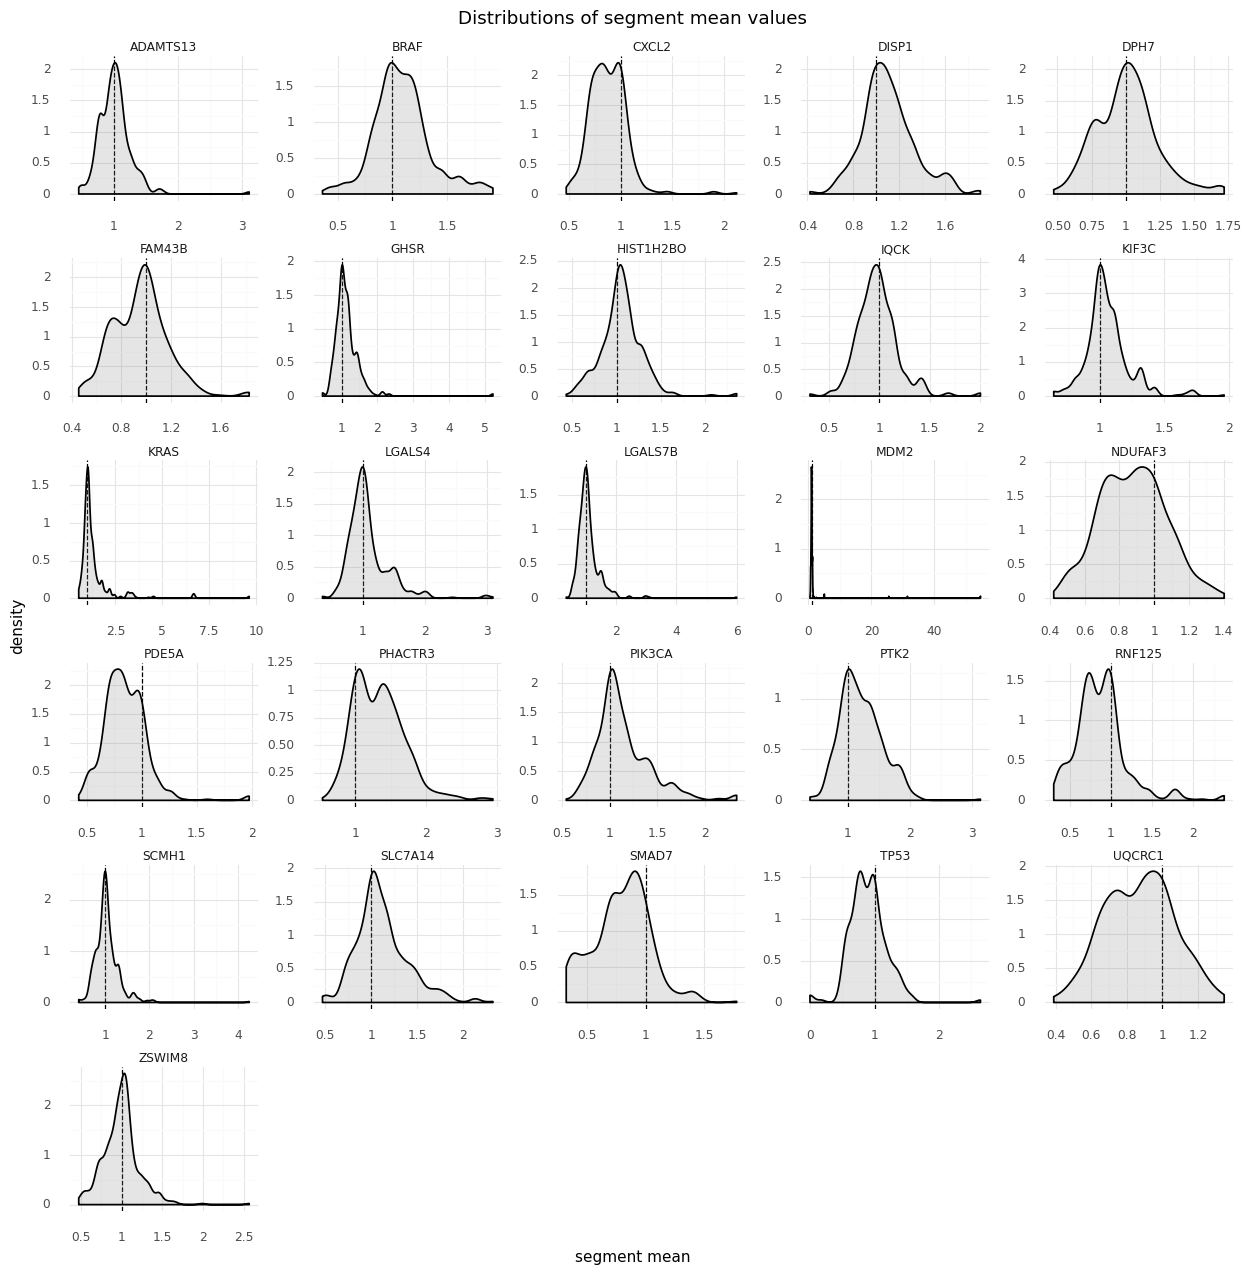 Distributions of segment mean values
ADAMTS13 BRAF CXCL2 DISP1 DPH7
2 1.5 1 0.5 0
1 2 3
1.5 1 0.5 0
0.5 1 1.5
2 1.5 1 0.5 0
0.5 1 1.5 2
2 1.5 1 0.5 0
0.4 0.8 1.2 1.6
2 1.5 1 0.5 0
0.50 0.75 1 1.25 1.50 1.75
FAM43B GHSR HIST1H2BO IQCK KIF3C
2 1.5 1 0.5 0
0.4 0.8 1.2 1.6
2 1.5 1 0.5 0
1 2 3 4 5
2.5 2 1.5 1 0.5 0
0.5 1 1.5 2
2.5 2 1.5 1 0.5 0
0.5 1 1.5 2
4 3 2 1 0
1 1.5 2
KRAS LGALS4 LGALS7B MDM2 NDUFAF3
1.5 1 0.5 0
2.5 5 7.5 10
2 1.5 1 0.5 0
1 2 3
1.5 1 0.5 0
2 4 6
2 1 0
0 20 40
2 1.5 1 0.5 0
0.4 0.6 0.8 1 1.2 1.4
density
PDE5A PHACTR3 PIK3CA PTK2 RNF125
2 1.5 1 0.5 0
0.5 1 1.5 2
1.25 1 0.75 0.50 0.25 0
1 2 3
2 1.5 1 0.5 0
0.5 1 1.5 2
1 0.5 0
1 2 3
1.5 1 0.5 0
0.5 1 1.5 2
SCMH1 SLC7A14 SMAD7 TP53 UQCRC1
2 1 0
1 2 3 4
2 1.5 1 0.5 0
0.5 1 1.5 2
1.5 1 0.5 0
0.5 1 1.5
1.5 1 0.5 0
0 1 2
2 1.5 1 0.5 0
0.4 0.6 0.8 1 1.2
ZSWIM8
2 1 0
0.5 1 1.5 2 2.5
segment mean